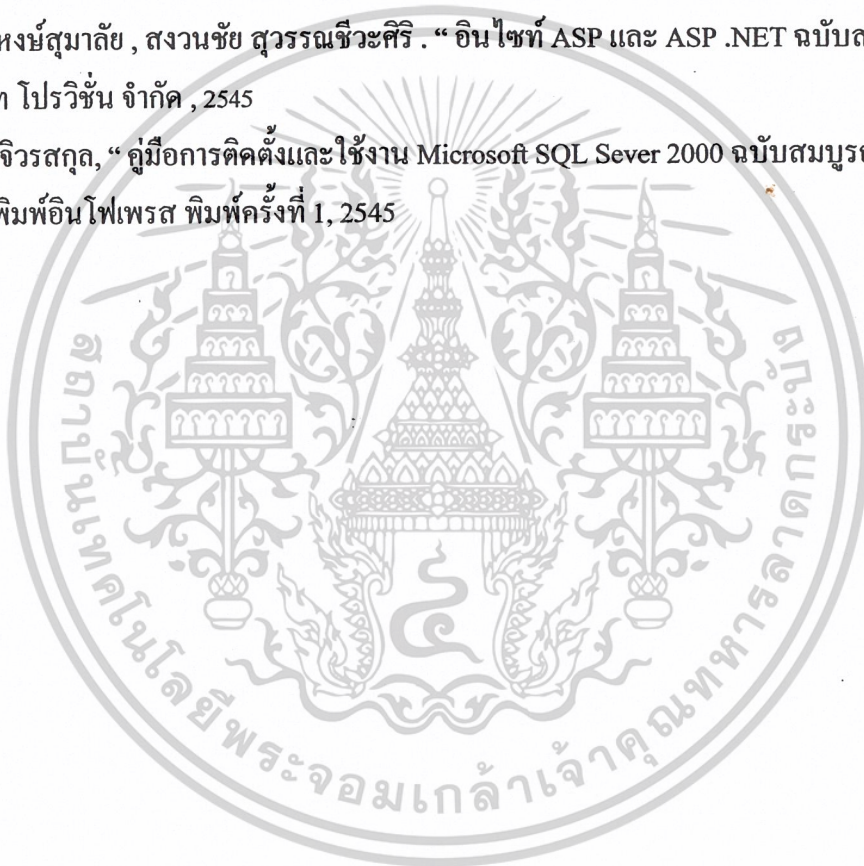 หงษ์สุมาลัย , สงวนชัย สุวรรณชีวะศิริ . “ อินไซท์ ASP และ ASP .NET ฉบับส
ท โปรวิชั่น จำกัด , 2545
จิวรสกุล, “ คู่มือการติดตั้งและใช้งาน Microsoft SQL Sever 2000 ฉบับสมบูรณ
พิมพ์อินโฟเพรส พิมพ์ครั้งที่ 1, 2545
สถาบันเทคโนโลยีพระจอมเกล้าเจ้าคุณทหารลาดกระบัง
๔